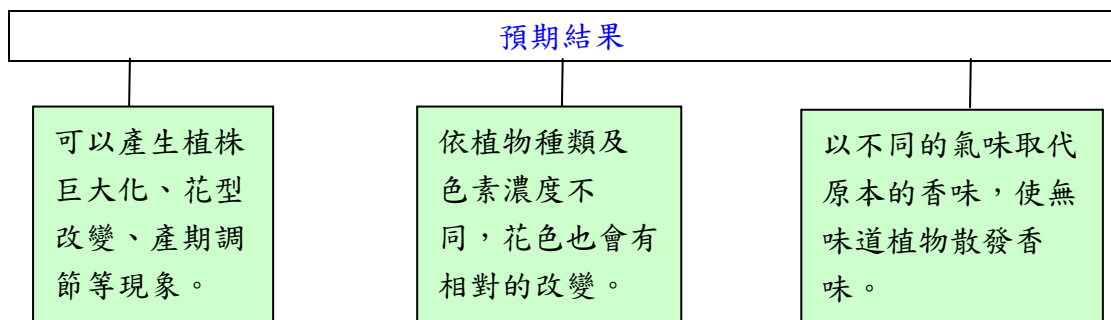 預期結果
可以產生植株
巨大化、花型
改變、產期調
節等現象。
依植物種類及
色素濃度不
同，花色也會有
相對的改變。
以不同的氣味取代
原本的香味，使無
味道植物散發香
味。